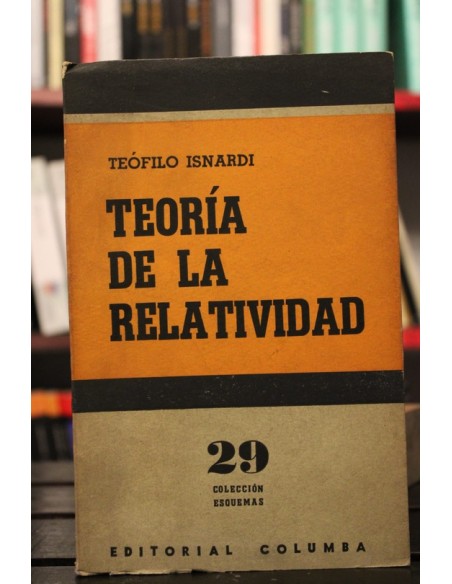 TEÓFILO ISNARDI
TEORÍA
DE LA
RELATIVIDAD
29
COLECCIÓN
ESQUEMAS
EDITORIAL COLUMBA